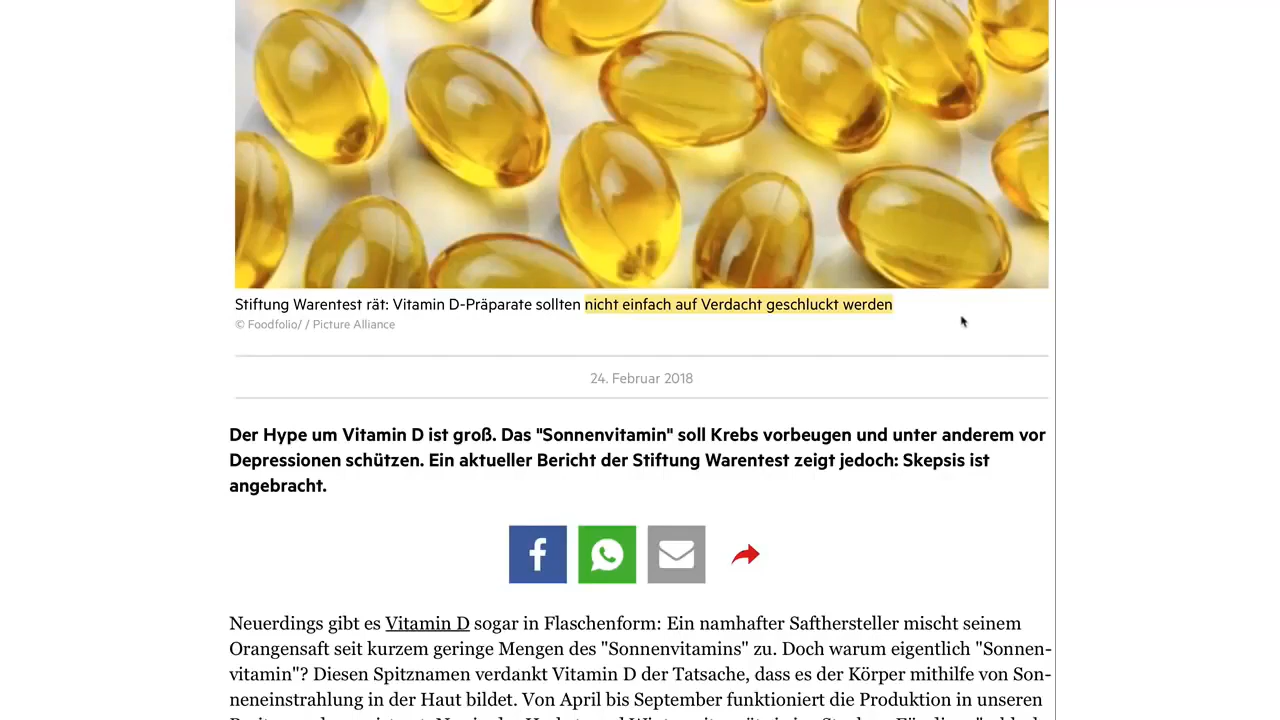 Stiftung Warentest rät: Vitamin D-Präparate sollten nicht einfach auf Verdacht geschluckt werden
© Foodfolio/ / Picture Alliance
24. Februar 2018
Der Hype um Vitamin D ist groß. Das "Sonnenvitamin" soll Krebs vorbeugen und unter anderem vor
Depressionen schützen. Ein aktueller Bericht der Stiftung Warentest zeigt jedoch: Skepsis ist
angebracht.
Neuerdings gibt es Vitamin D sogar in Flaschenform: Ein namhafter Safthersteller mischt seinem
Orangensaft seit kurzem geringe Mengen des "Sonnenvitamins" zu. Doch warum eigentlich "Sonnen-
vitamin"? Diesen Spitznamen verdankt Vitamin D der Tatsache, dass es der Körper mithilfe von Son-
neneinstrahlung in der Haut bildet. Von April bis September funktioniert die Produktion in unseren